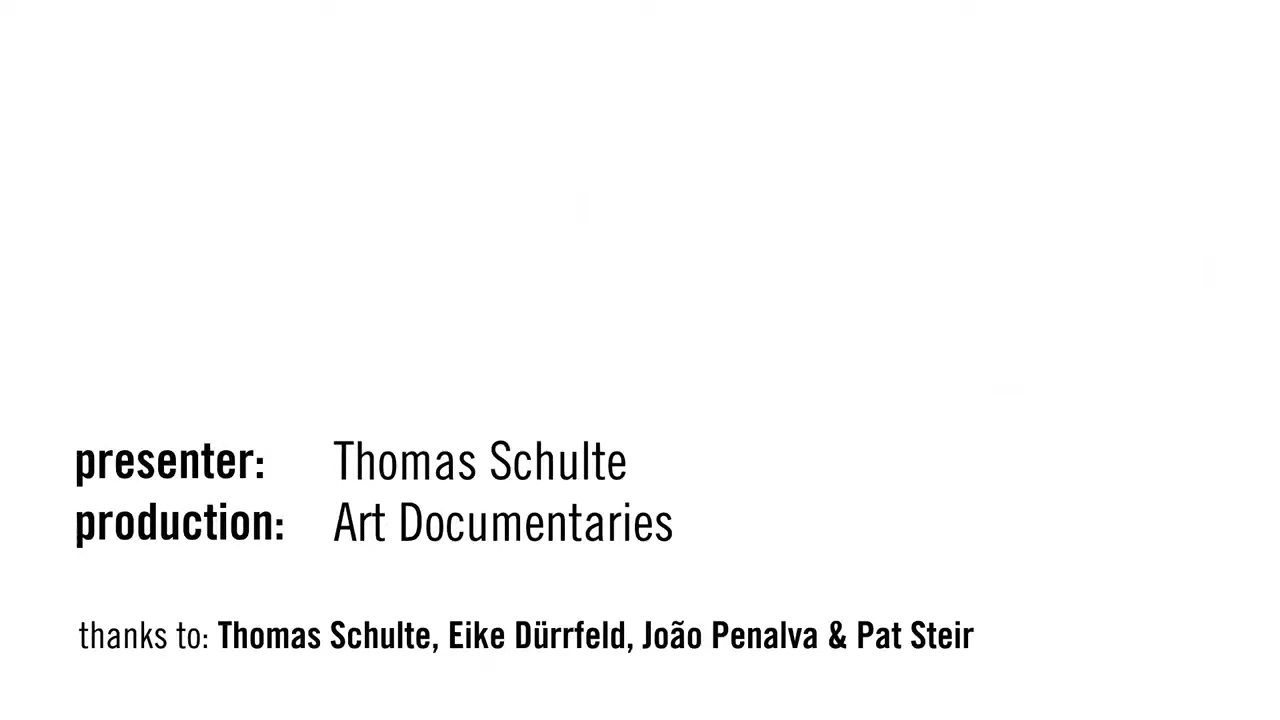 presenter: Thomas Schulte
production: Art Documentaries
thanks to: Thomas Schulte, Eike Dürrfeld, João Penalva & Pat Steir